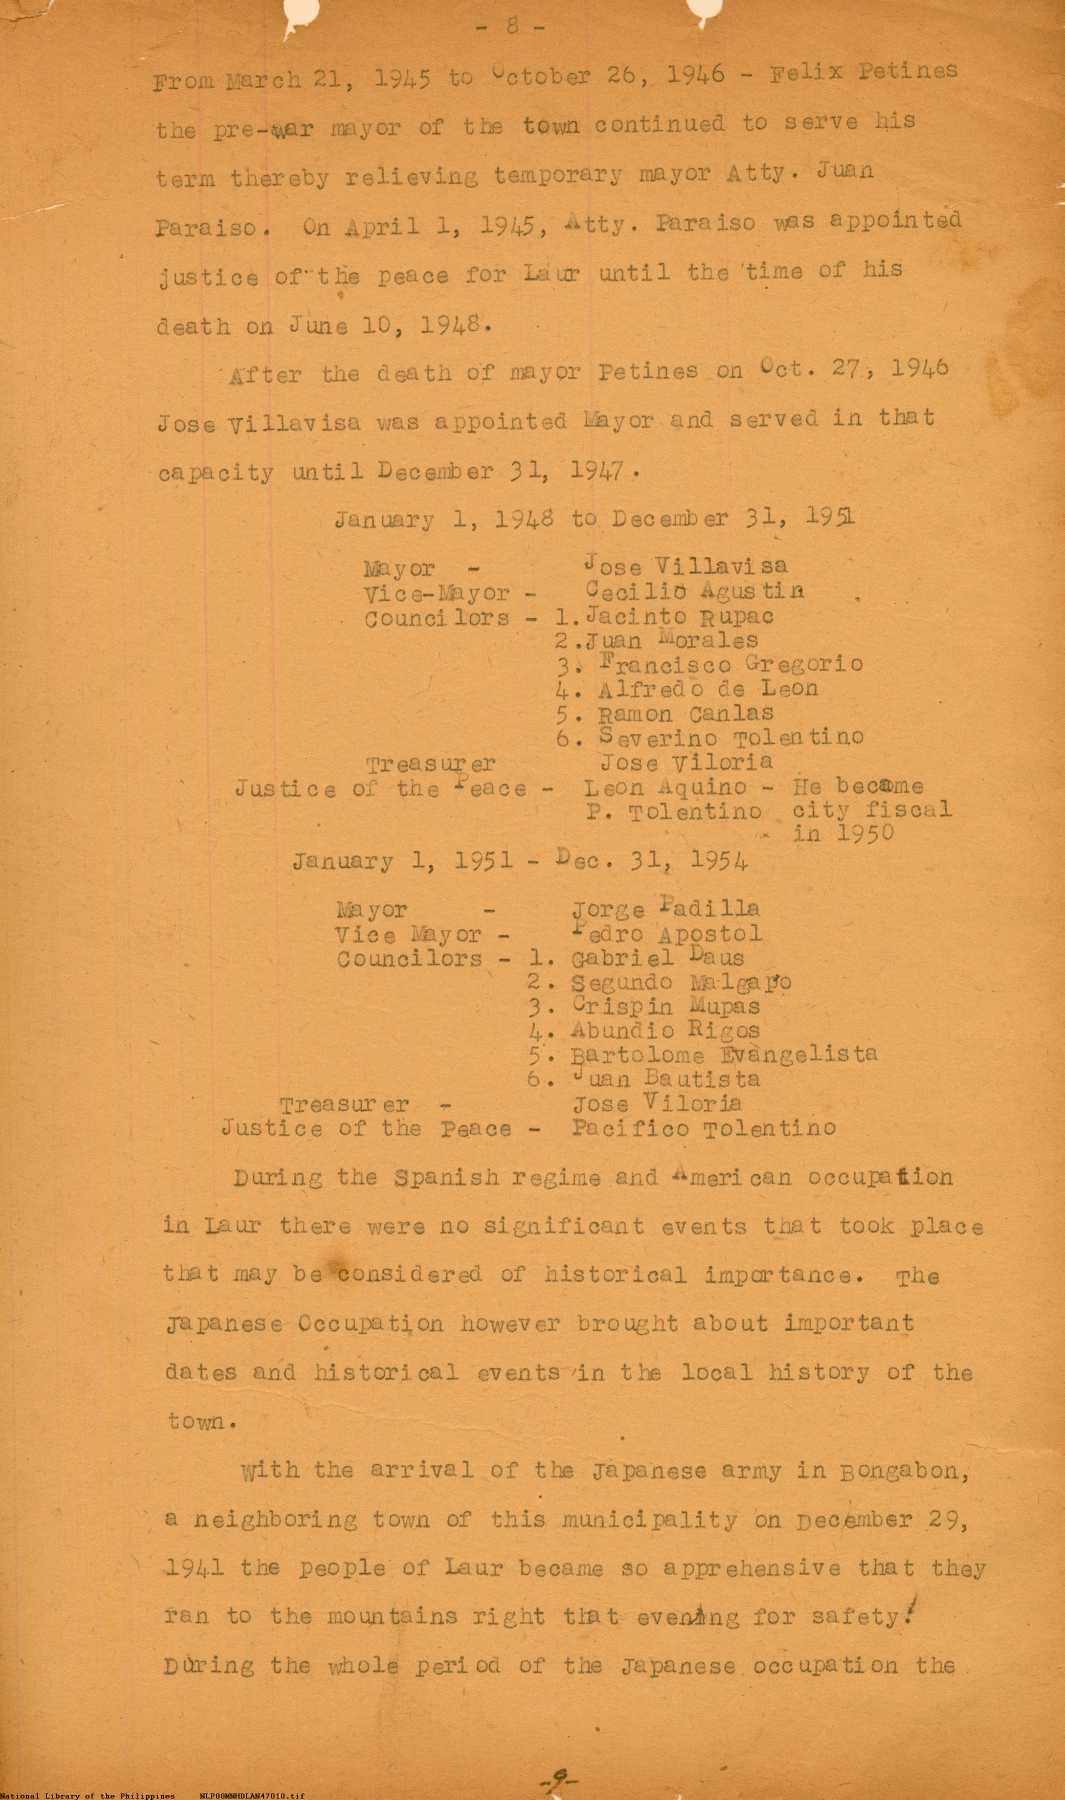 - 8 -
From March 21, 1945 to October 26, 1946 - Felix Petines
the pre-war mayor of the town continued to serve his
term thereby relieving temporary mayor Atty. Juan
Paraiso. On April 1, 1945, Atty. Paraiso was appointed
justice of the peace for Laur until the time of his
death on June 10, 1948.
After the death of mayor Petines on Oct. 27, 1946
Jose Villavisa was appointed Mayor and served in that
capacity until December 31, 1947.
January 1, 1948 to December 31, 1951
Mayor - Jose Villavisa
Vice-Mayor - Cecilio Agustin
Councilors - 1. Jacinto Rupac
2. Juan Morales
3. Francisco Gregorio
4. Alfredo de Leon
5. Ramon Canlas
6. Severino Tolentino
Treasurer Jose Viloria
Justice of the Peace - Leon Aquino - He became
P. Tolentino city fiscal
in 1950
January 1, 1951 - Dec. 31, 1954
Mayor - Jorge Padilla
Vice Mayor - Pedro Apostol
Councilors - 1. Gabriel Daus
2. Segundo Malgapo
3. Crispin Mupas
4. Abundio Rigos
5. Bartolome Evangelista
6. Juan Bautista
Treasurer - Jose Viloria
Justice of the Peace - Pacifico Tolentino
During the Spanish regime and American occupation
in Laur there were no significant events that took place
that may be considered of historical importance. The
Japanese Occupation however brought about important
dates and historical events in the local history of the
town.
With the arrival of the Japanese army in Bongabon,
a neighboring town of this municipality on December 29,
1941 the people of Laur became so apprehensive that they
ran to the mountains right that evening for safety.
During the whole period of the Japanese occupation the
-9-
National Library of the Philippines NLPOOMNHDLAN47010.tif